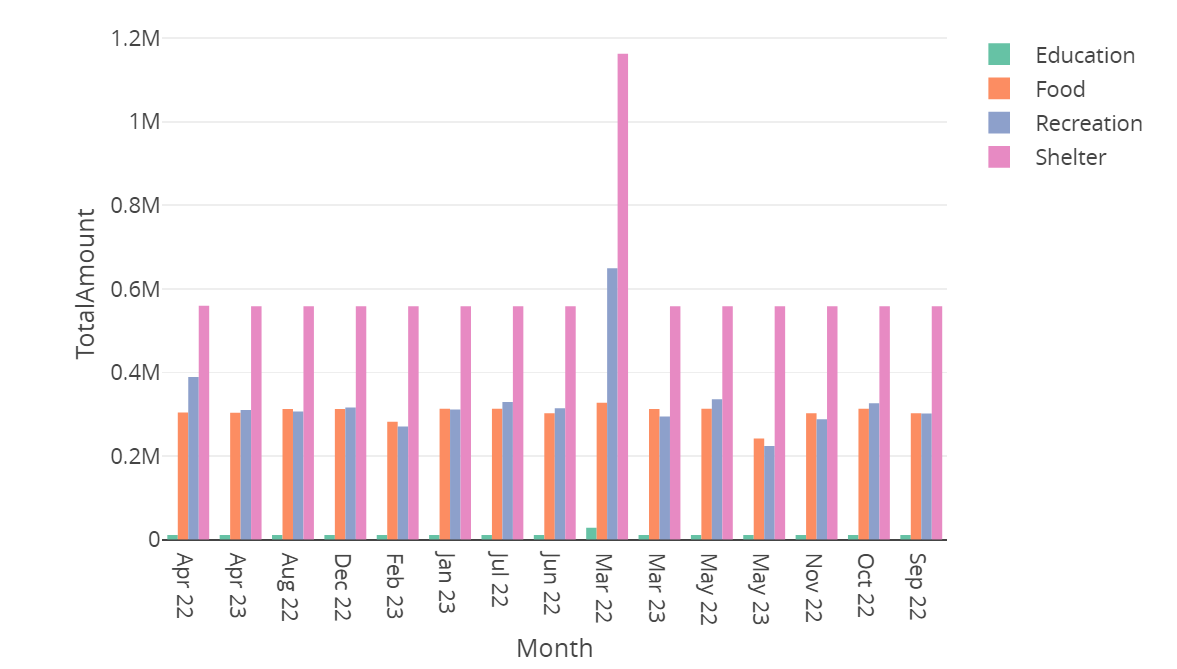 1.2M
1M
0.8M
0.6M
0.4M
0.2M
0
TotalAmount
Apr 22
Apr 23
Aug 22
Dec 22
Feb 23
Jan 23
Jul 22
Jun 22
Mar 22
Mar 23
May 22
May 23
Nov 22
Oct 22
Sep 22
Month
Education
Food
Recreation
Shelter